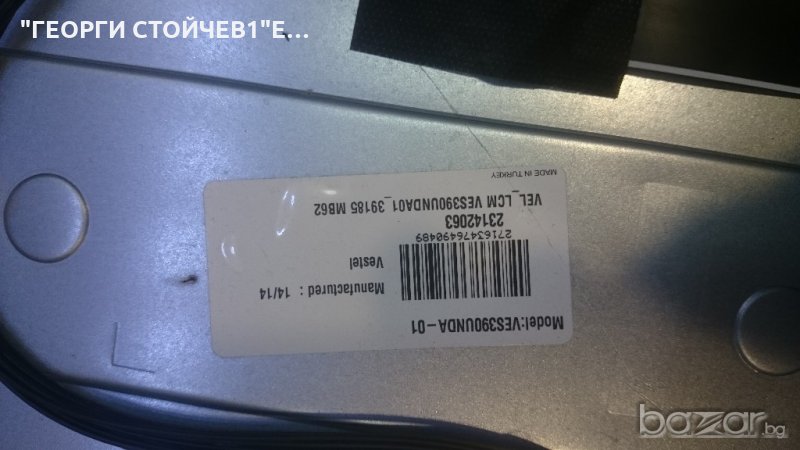 "ГЕОРГИ СТОЙЧЕВ1"Е...
Model:VES390UNDA-01
Manufactured : 14/14
Vestel
27163476490489
23142063
VEL_LCM VES390UNDA01_39185 MB62
MADE IN TURKEY
bazar.bg